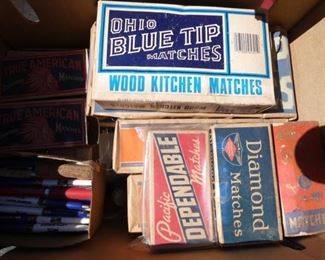 TRUE AMERICAN
MATCHES
TRUE AMERICAN
MATCHES
OHIO
BLUE TIP
MATCHES
WOOD KITCHEN MATCHES
Pacific
DEPENDABLE
Matches
Diamond
Matches
MATCHES